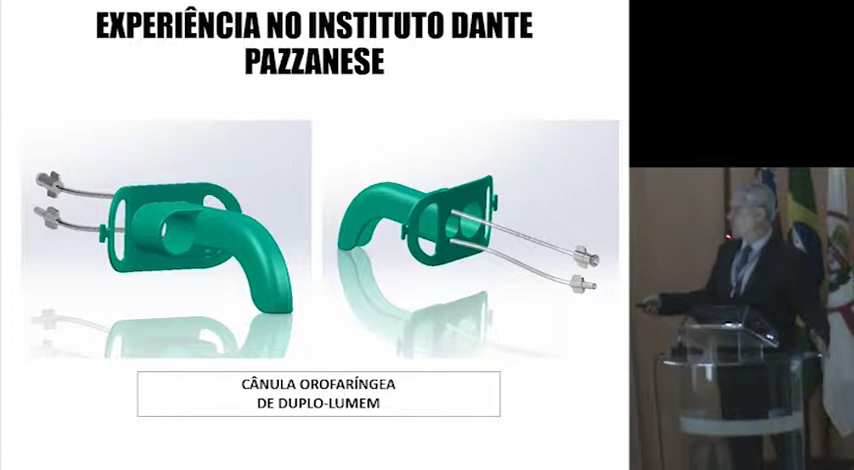 EXPERIÊNCIA NO INSTITUTO DANTE
PAZZANESE
CÂNULA OROFARÍNGEA
DE DUPLO-LUMEM